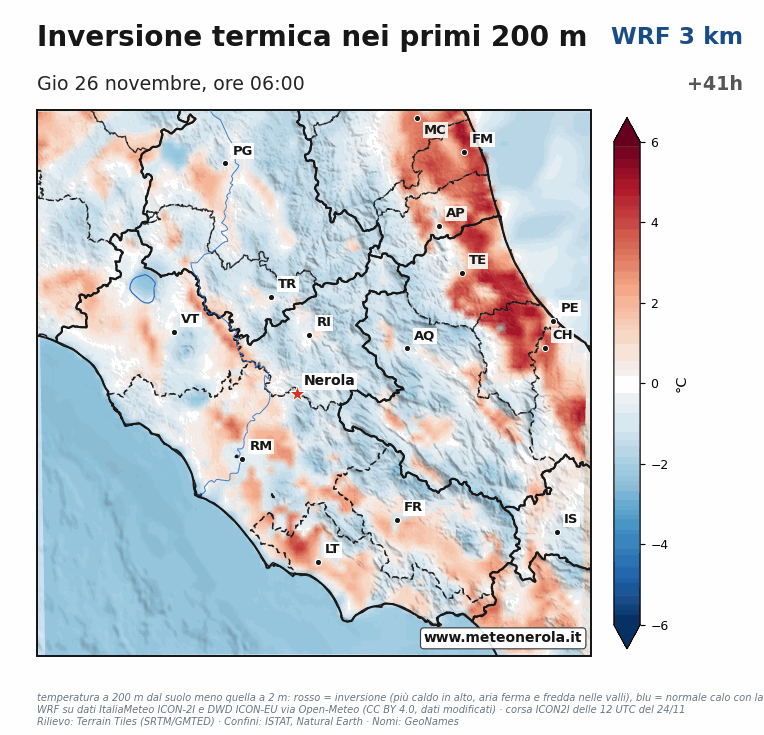 Inversione termica nei primi 200 m WRF 3 km
Gio 26 novembre, ore 06:00 +41h
MC
FM
PG
AP
TE
TR
PE
VT
RI
AQ
CH
Nerola
RM
FR
IS
LT
6
4
2
0
−2
−4
−6
°C
www.meteonerola.it
temperatura a 200 m dal suolo meno quella a 2 m: rosso = inversione (più caldo in alto, aria ferma e fredda nelle valli), blu = normale calo con la
WRF su dati ItaliaMeteo ICON-2I e DWD ICON-EU via Open-Meteo (CC BY 4.0, dati modificati) · corsa ICON2I delle 12 UTC del 24/11
Rilievo: Terrain Tiles (SRTM/GMTED) · Confini: ISTAT, Natural Earth · Nomi: GeoNames